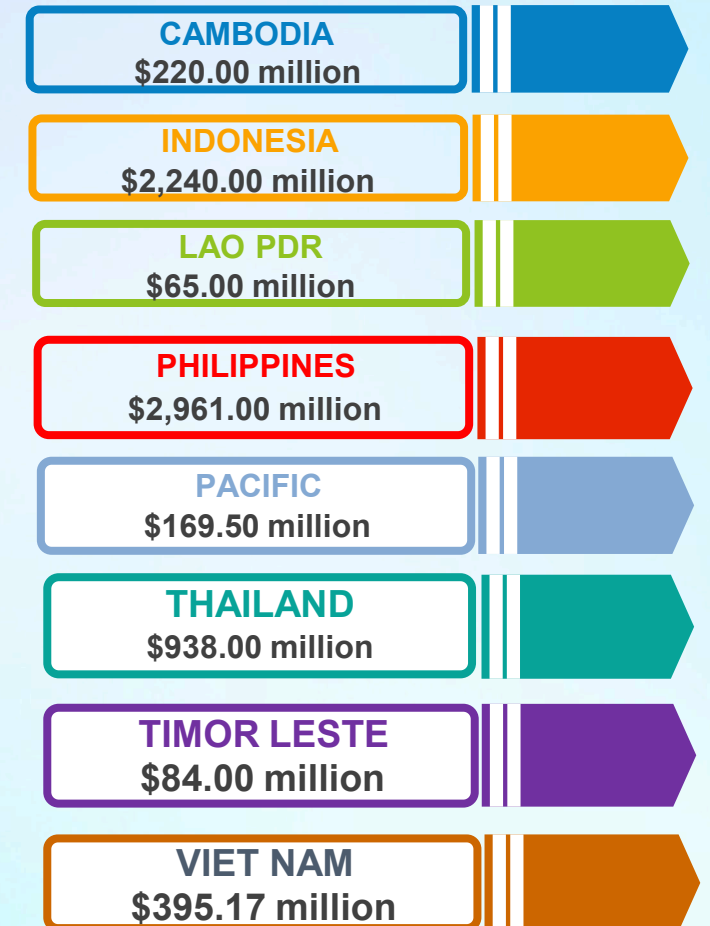 CAMBODIA
$220.00 million
INDONESIA
$2,240.00 million
LAO PDR
$65.00 million
PHILIPPINES
$2,961.00 million
PACIFIC
$169.50 million
THAILAND
$938.00 million
TIMOR LESTE
$84.00 million
VIET NAM
$395.17 million